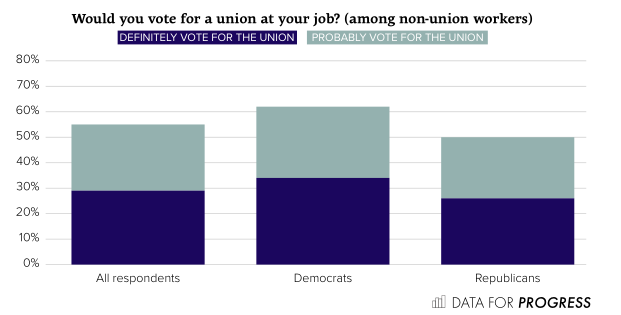 Would you vote for a union at your job? (among non-union workers)
DEFINITELY VOTE FOR THE UNION PROBABLY VOTE FOR THE UNION
80%
70%
60%
50%
40%
30%
20%
10%
0%
All respondents Democrats Republicans
DATA FOR PROGRESS